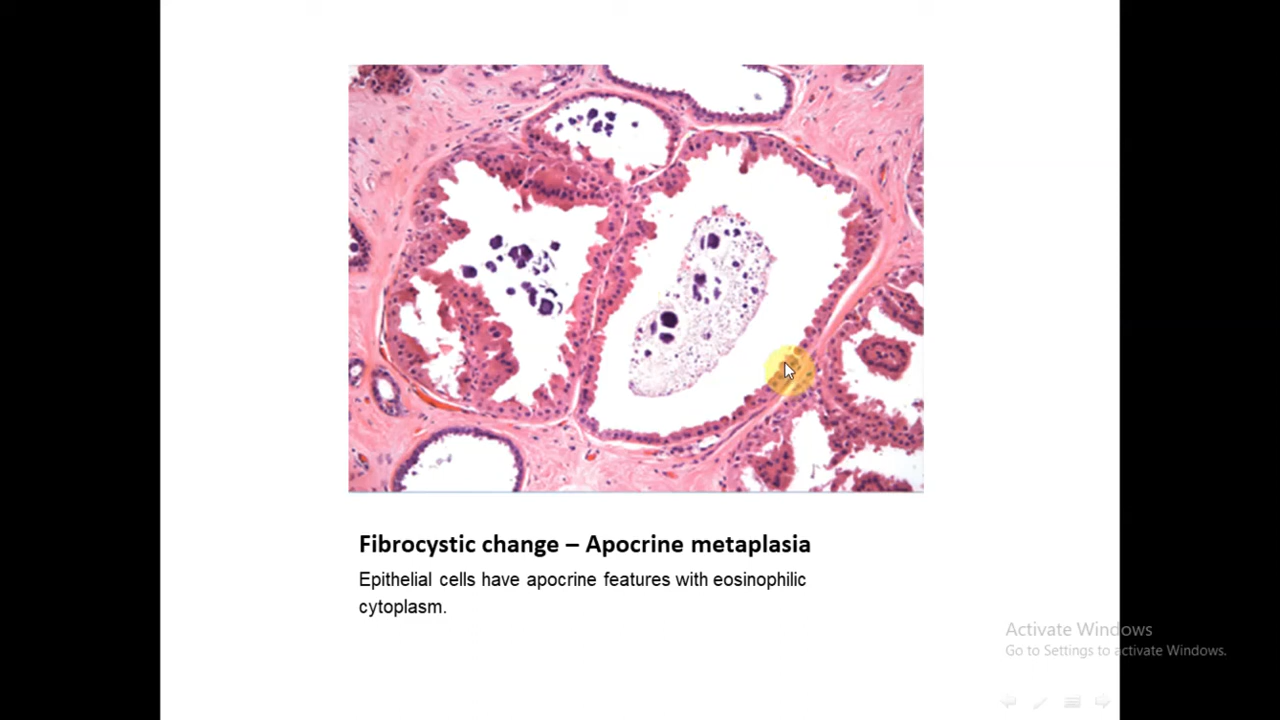 Fibrocystic change – Apocrine metaplasia
Epithelial cells have apocrine features with eosinophilic
cytoplasm.
Activate Windows
Go to Settings to activate Windows.